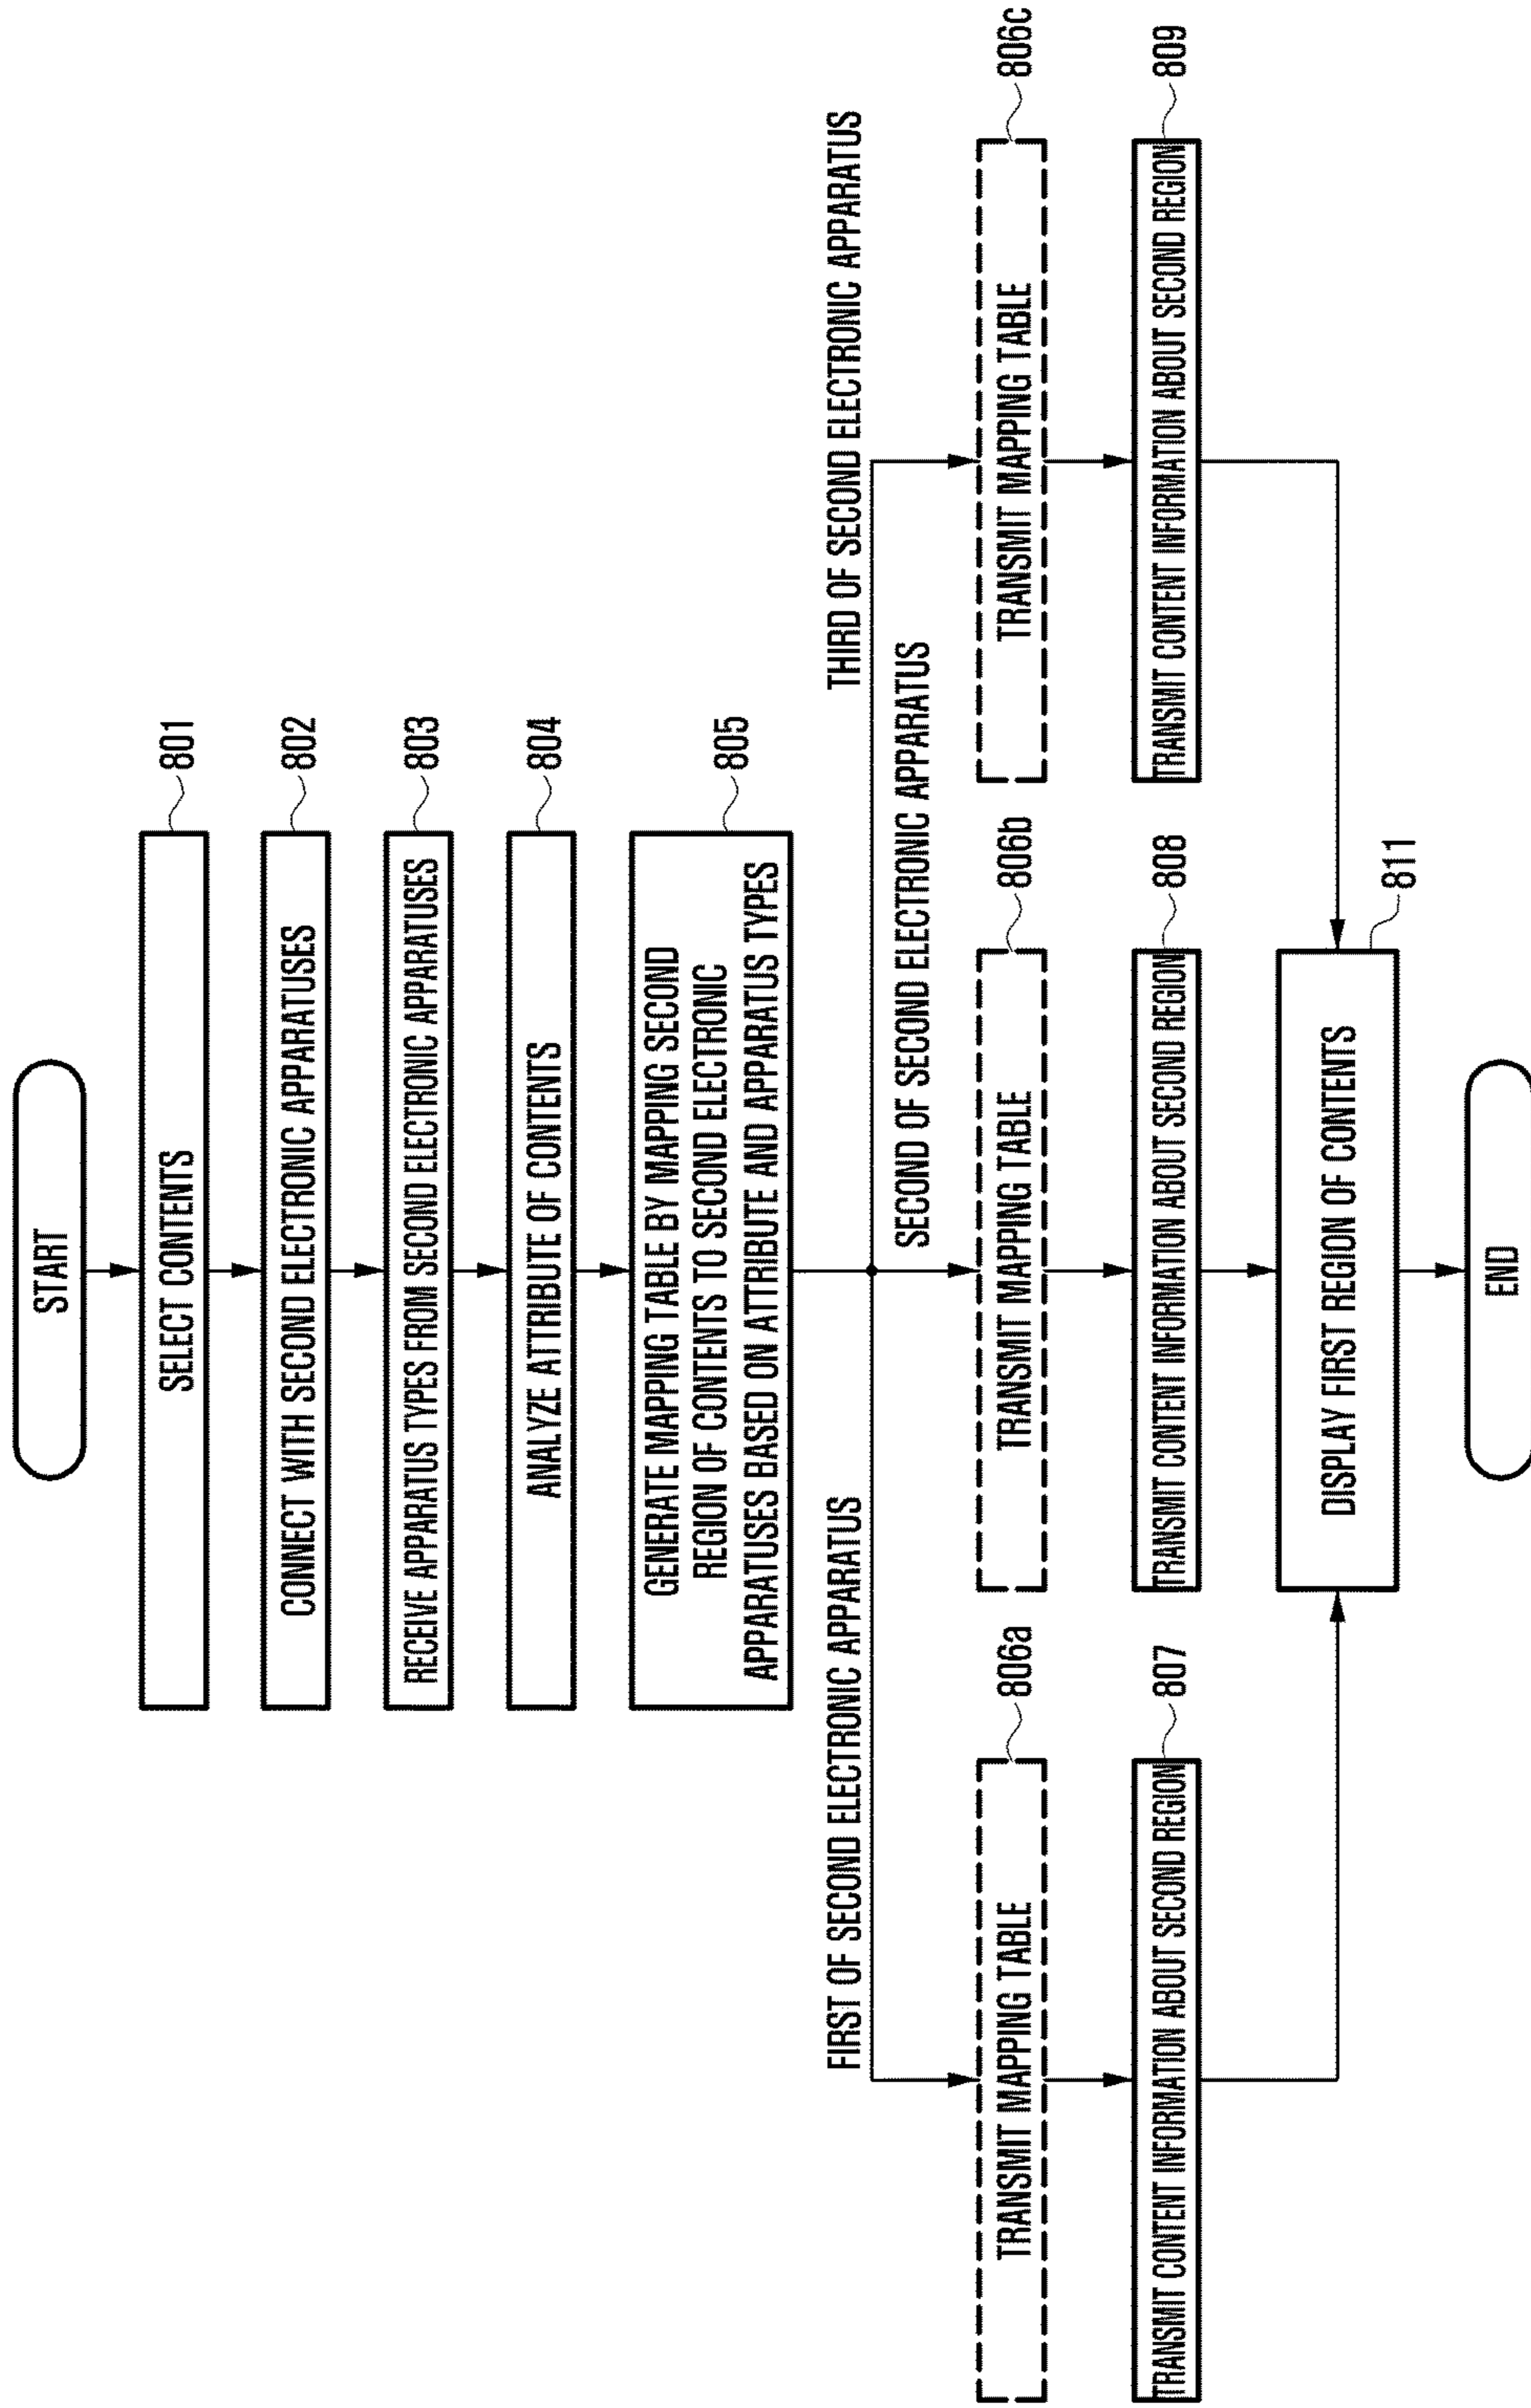 START
SELECT CONTENTS
801
CONNECT WITH SECOND ELECTRONIC APPARATUSES
802
RECEIVE APPARATUS TYPES FROM SECOND ELECTRONIC APPARATUSES
803
ANALYZE ATTRIBUTE OF CONTENTS
804
GENERATE MAPPING TABLE BY MAPPING SECOND
REGION OF CONTENTS TO SECOND ELECTRONIC
APPARATUSES BASED ON ATTRIBUTE AND APPARATUS TYPES
805
FIRST OF SECOND ELECTRONIC APPARATUS
THIRD OF SECOND ELECTRONIC APPARATUS
SECOND OF SECOND ELECTRONIC APPARATUS
TRANSMIT MAPPING TABLE
806a
TRANSMIT MAPPING TABLE
806b
TRANSMIT MAPPING TABLE
806c
TRANSMIT CONTENT INFORMATION ABOUT SECOND REGION
807
TRANSMIT CONTENT INFORMATION ABOUT SECOND REGION
808
TRANSMIT CONTENT INFORMATION ABOUT SECOND REGION
809
DISPLAY FIRST REGION OF CONTENTS
811
END